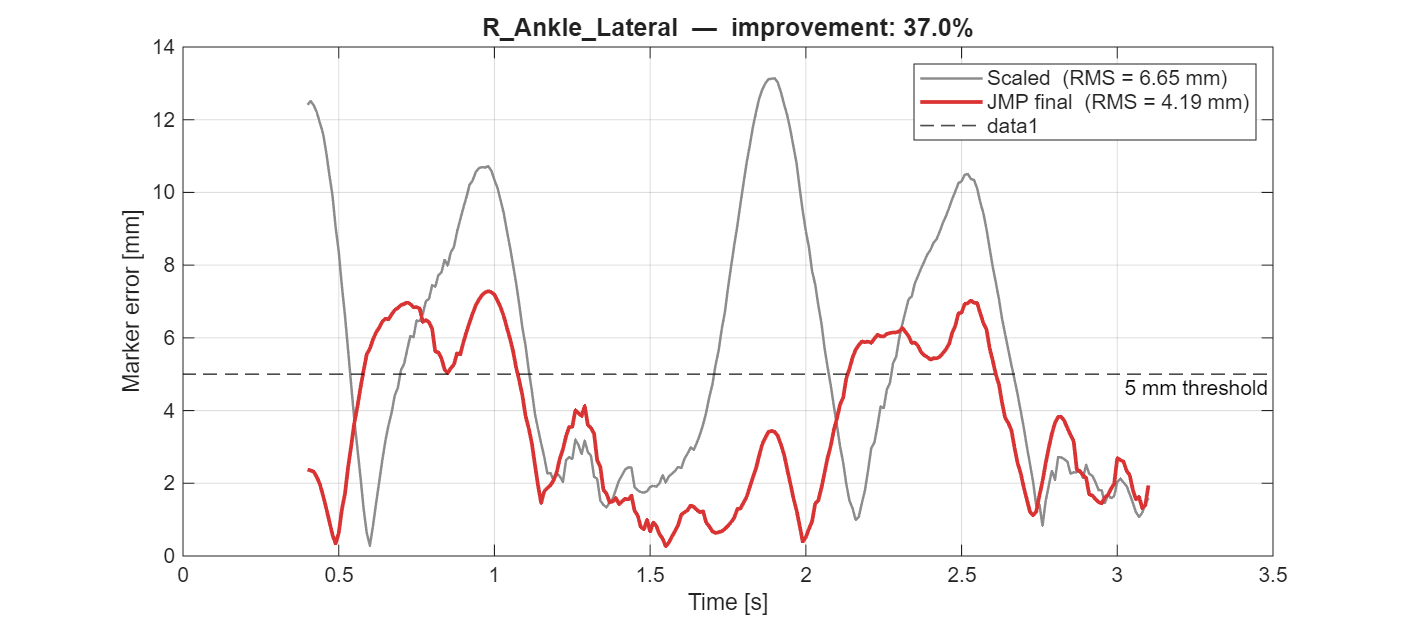 R_Ankle_Lateral — improvement: 37.0%
Scaled (RMS = 6.65 mm)
JMP final (RMS = 4.19 mm)
data1
5 mm threshold
Marker error [mm]
14
12
10
8
6
4
2
0
0
0.5
1
1.5
2
2.5
3
3.5
Time [s]